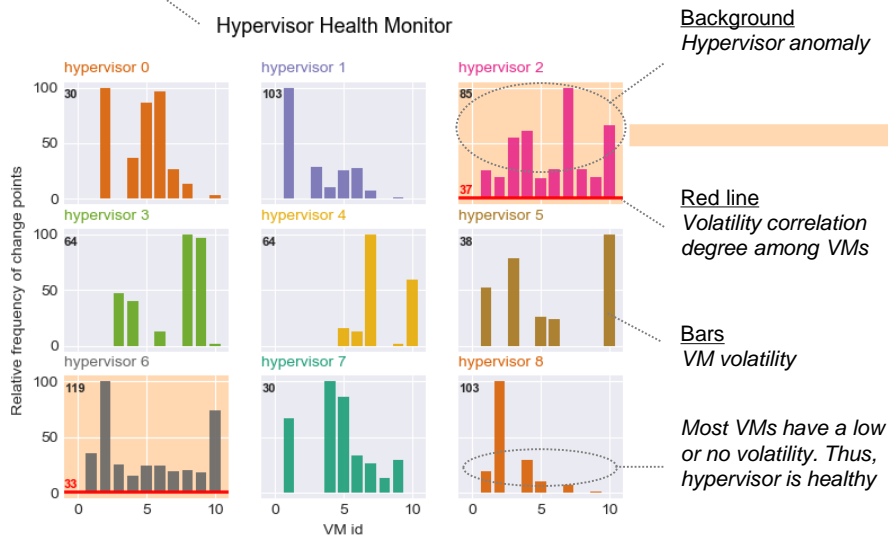 Hypervisor Health Monitor
Background
Hypervisor anomaly
Red line
Volatility correlation
degree among VMs
Bars
VM volatility
Most VMs have a low
or no volatility. Thus,
hypervisor is healthy
Relative frequency of change points
hypervisor 0
hypervisor 1
hypervisor 2
100
50
0
30
103
85
37
hypervisor 3
hypervisor 4
hypervisor 5
100
50
0
64
64
38
hypervisor 6
hypervisor 7
hypervisor 8
100
50
0
119
33
30
103
0
5
10
0
5
10
0
5
10
VM id